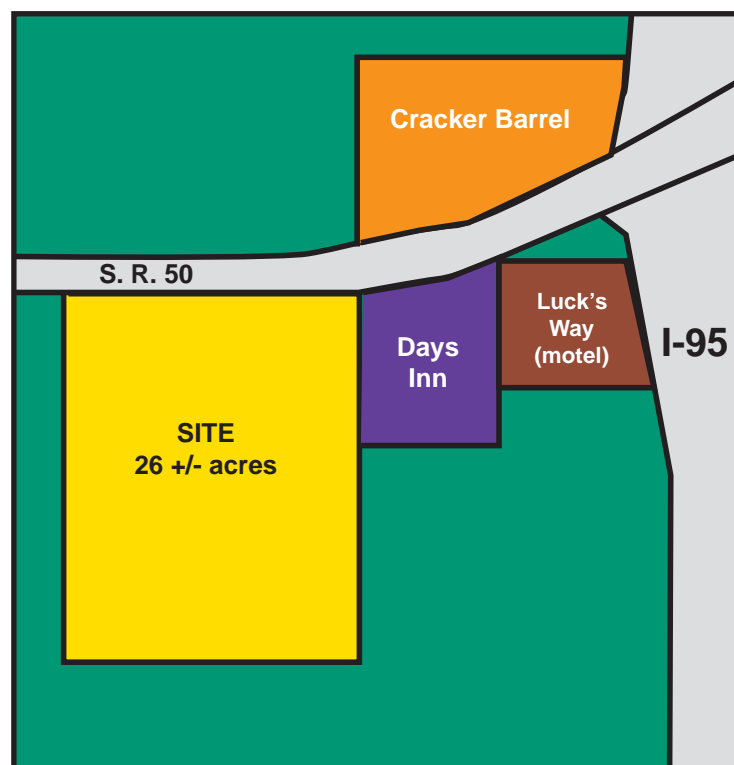 Cracker Barrel
S. R. 50
Luck's
Way
(motel)
I-95
Days
Inn
SITE
26 +/- acres